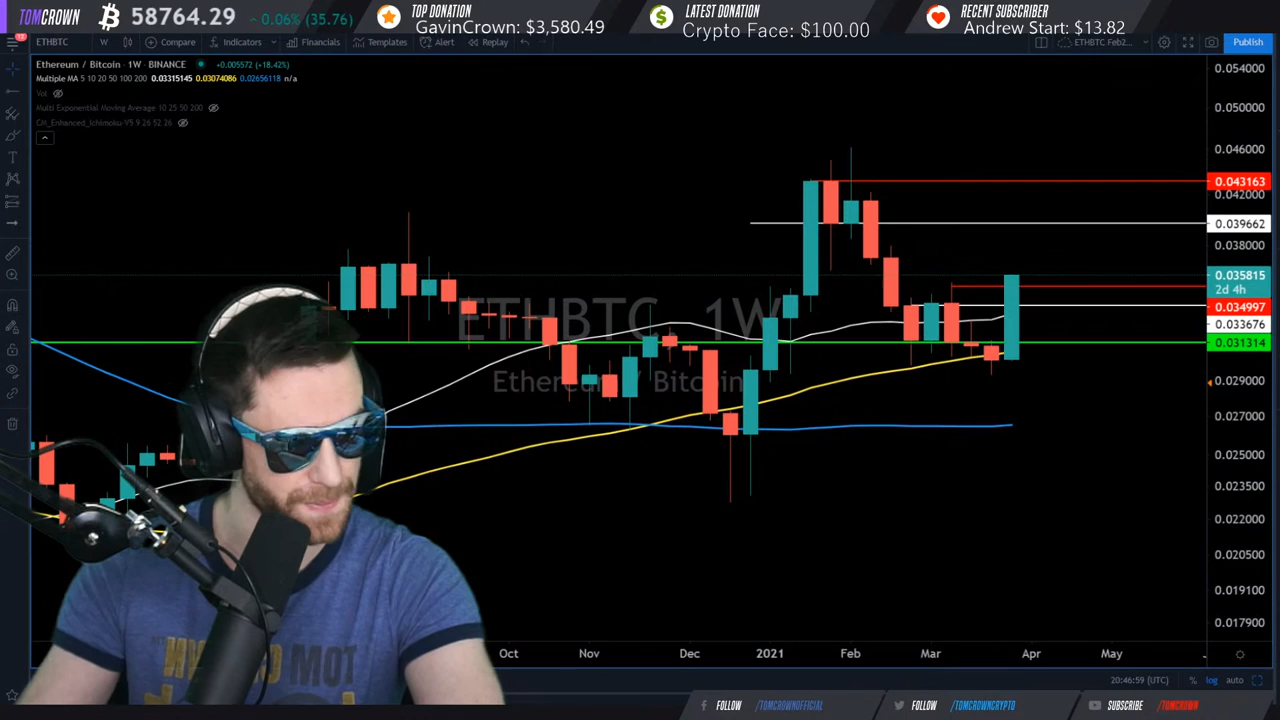 TOMCROWN
58764.29
0.06% (35.76)
TOP DONATION
GavinCrown: $3,580.49
LATEST DONATION
Crypto Face: $100.00
RECENT SUBSCRIBER
Andrew Start: $13.82
13
ETHBTC
W
Compare
Indicators
Financials
Templates
Alert
Replay
ETHBTC Feb2...
Publish
Ethereum / Bitcoin · 1W · BINANCE
+0.005572 (+18.42%)
Multiple MA 5 10 20 50 100 200 0.03315145 0.03074086 0.02656118 n/a
Vol
Multi Exponential Moving Average 10 25 50 200
CM_Enhanced_Ichimoku-V5 9 26 52 26
ETHBTC, 1W
Ethereum / Bitcoin
0.054000
0.050000
0.046000
0.043163
0.042000
0.039662
0.038000
0.035815
2d 4h
0.034997
0.033676
0.031314
0.029000
0.027000
0.025000
0.023500
0.022000
0.020500
0.019100
0.017900
Oct
Nov
Dec
2021
Feb
Mar
Apr
May
20:46:59 (UTC)
%
log
auto
FOLLOW
/TOMCROWNOFFICIAL
FOLLOW
/TOMCROWNCRYPTO
SUBSCRIBE
/TOMCROWN